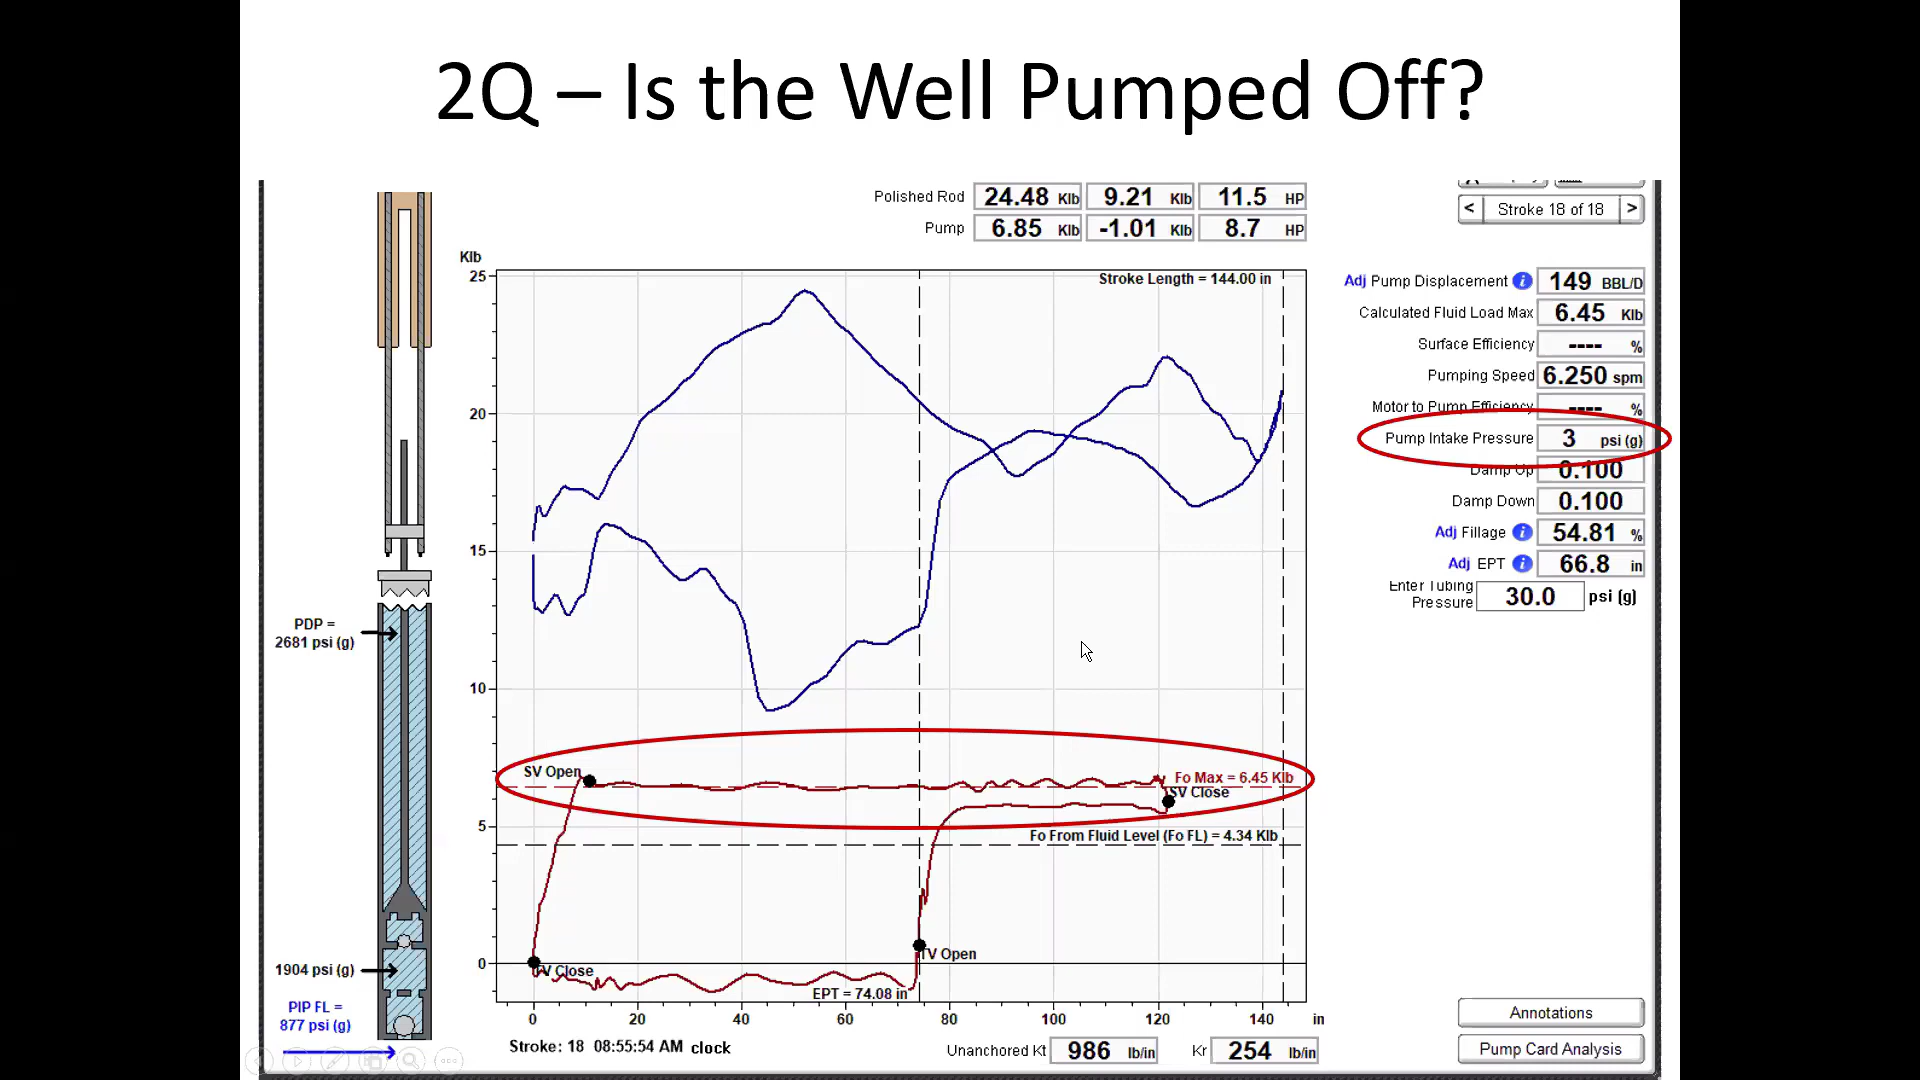 2Q – Is the Well Pumped Off?
Polished Rod 24.48 Klb 9.21 Klb 11.5 HP
Pump 6.85 Klb -1.01 Klb 8.7 HP
< Stroke 18 of 18 >
Klb
25
20
15
10
5
0
Stroke Length = 144.00 in
Adj Pump Displacement i 149 BBL/D
Calculated Fluid Load Max 6.45 Klb
Surface Efficiency ---- %
Pumping Speed 6.250 spm
Motor to Pump Efficiency ---- %
Pump Intake Pressure 3 psi (g)
Damp Up 0.100
Damp Down 0.100
Adj Fillage i 54.81 %
Adj EPT i 66.8 in
Enter Tubing
Pressure 30.0 psi (g)
PDP =
2681 psi (g)
SV Open
Fo Max = 6.45 Klb
SV Close
Fo From Fluid Level (Fo FL) = 4.34 Klb
TV Open
TV Close
EPT = 74.08 in
1904 psi (g)
PIP FL =
877 psi (g)
0 20 40 60 80 100 120 140 in
Stroke: 18 08:55:54 AM clock
Unanchored Kt 986 lb/in Kr 254 lb/in
Annotations
Pump Card Analysis